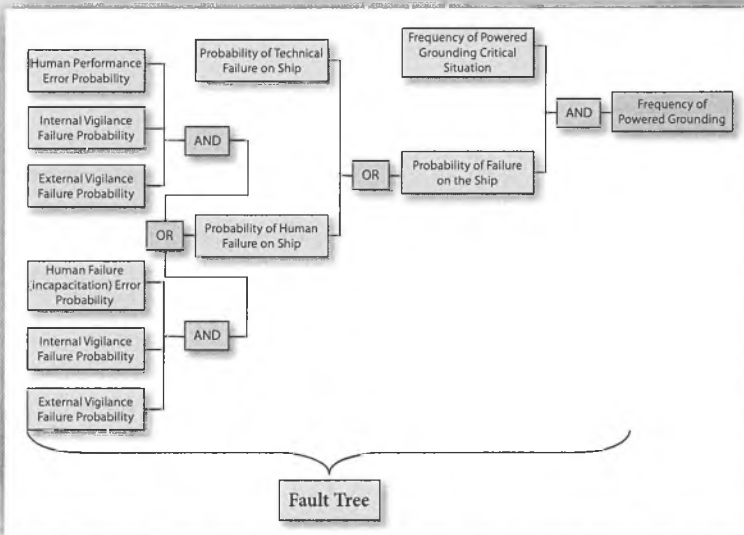 Human Performance
Error Probability
Internal Vigilance
Failure Probability
External Vigilance
Failure Probability
AND
OR
Human Failure
(incapacitation) Error
Probability
Internal Vigilance
Failure Probability
External Vigilance
Failure Probability
AND
Probability of Technical
Failure on Ship
Probability of Human
Failure on Ship
OR
Frequency of Powered
Grounding Critical
Situation
Probability of Failure
on the Ship
AND
Frequency of
Powered Grounding
Fault Tree